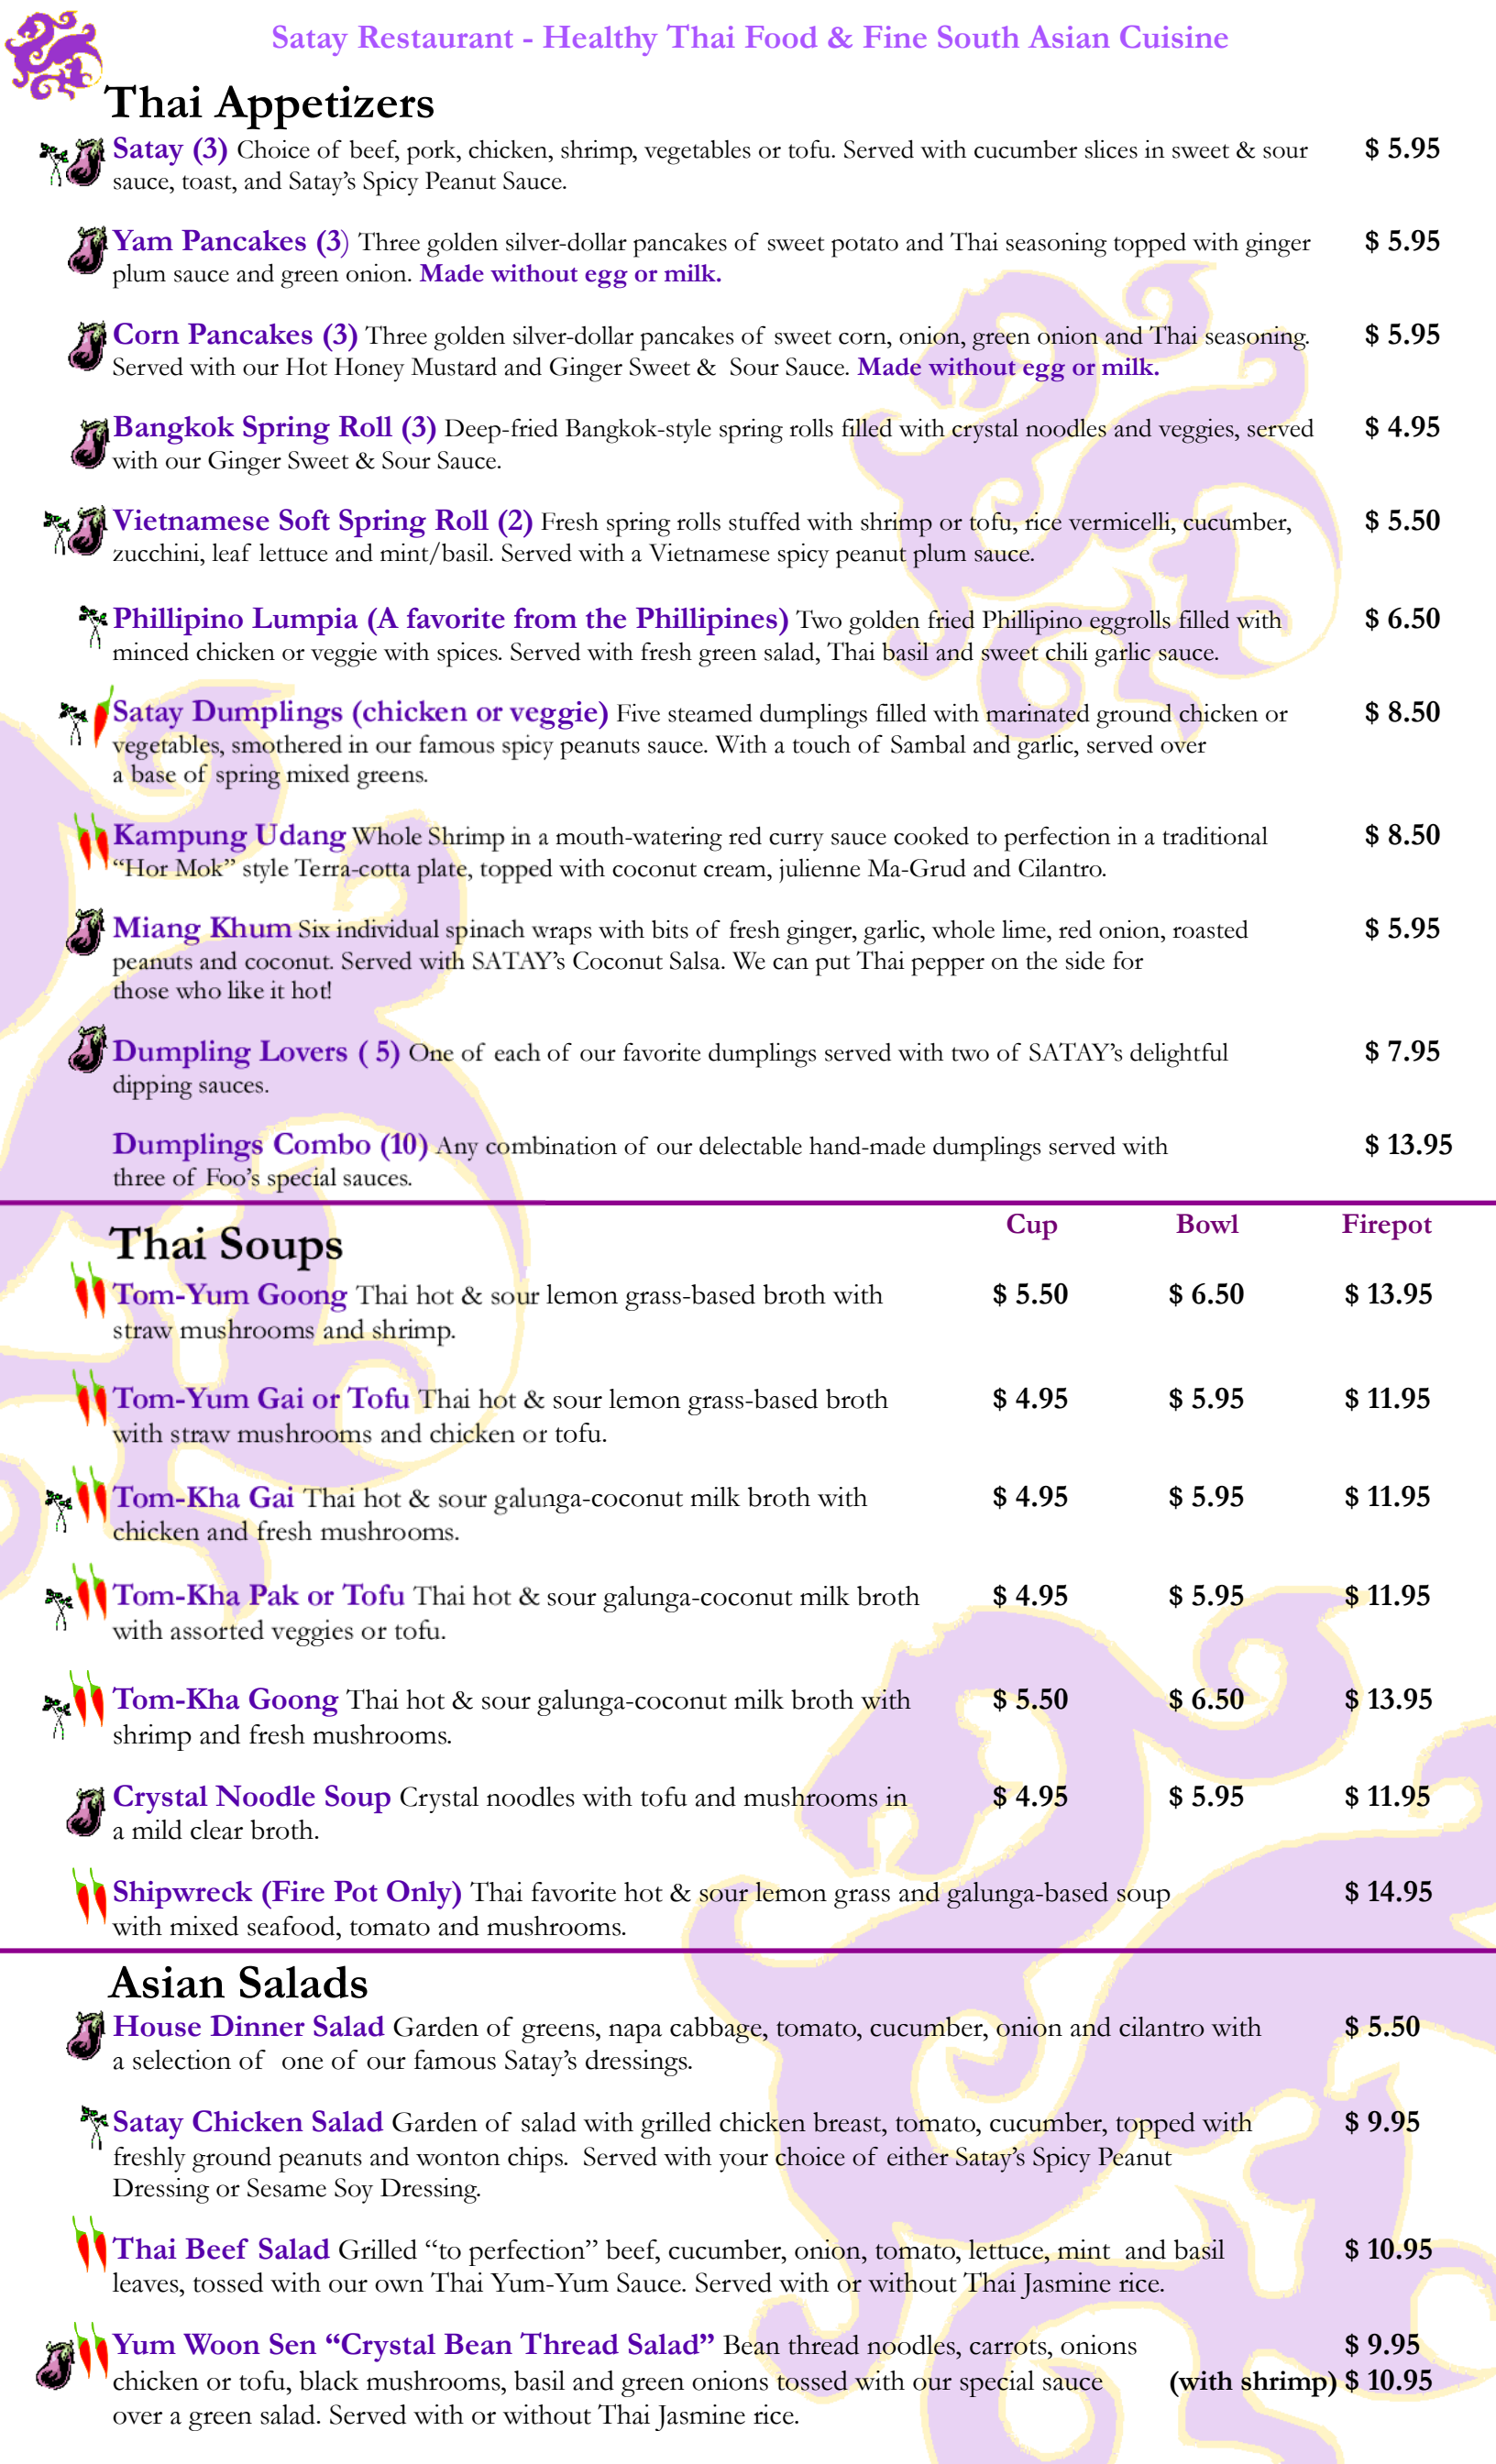 Satay Restaurant - Healthy Thai Food & Fine South Asian Cuisine
Thai Appetizers
Satay (3) Choice of beef, pork, chicken, shrimp, vegetables or tofu. Served with cucumber slices in sweet & sour $ 5.95
sauce, toast, and Satay's Spicy Peanut Sauce.
Yam Pancakes (3) Three golden silver-dollar pancakes of sweet potato and Thai seasoning topped with ginger $ 5.95
plum sauce and green onion. Made without egg or milk.
Corn Pancakes (3) Three golden silver-dollar pancakes of sweet corn, onion, green onion and Thai seasoning. $ 5.95
Served with our Hot Honey Mustard and Ginger Sweet & Sour Sauce. Made without egg or milk.
Bangkok Spring Roll (3) Deep-fried Bangkok-style spring rolls filled with crystal noodles and veggies, served $ 4.95
with our Ginger Sweet & Sour Sauce.
Vietnamese Soft Spring Roll (2) Fresh spring rolls stuffed with shrimp or tofu, rice vermicelli, cucumber, $ 5.50
zucchini, leaf lettuce and mint/basil. Served with a Vietnamese spicy peanut plum sauce.
Phillipino Lumpia (A favorite from the Phillipines) Two golden fried Phillipino eggrolls filled with $ 6.50
minced chicken or veggie with spices. Served with fresh green salad, Thai basil and sweet chili garlic sauce.
Satay Dumplings (chicken or veggie) Five steamed dumplings filled with marinated ground chicken or $ 8.50
vegetables, smothered in our famous spicy peanuts sauce. With a touch of Sambal and garlic, served over
a base of spring mixed greens.
Kampung Udang Whole Shrimp in a mouth-watering red curry sauce cooked to perfection in a traditional $ 8.50
"Hor Mok" style Terra-cotta plate, topped with coconut cream, julienne Ma-Grud and Cilantro.
Miang Khum Six individual spinach wraps with bits of fresh ginger, garlic, whole lime, red onion, roasted $ 5.95
peanuts and coconut. Served with SATAY's Coconut Salsa. We can put Thai pepper on the side for
those who like it hot!
Dumpling Lovers ( 5) One of each of our favorite dumplings served with two of SATAY's delightful $ 7.95
dipping sauces.
Dumplings Combo (10) Any combination of our delectable hand-made dumplings served with $ 13.95
three of Foo's special sauces.
Thai Soups Cup Bowl Firepot
Tom-Yum Goong Thai hot & sour lemon grass-based broth with $ 5.50 $ 6.50 $ 13.95
straw mushrooms and shrimp.
Tom-Yum Gai or Tofu Thai hot & sour lemon grass-based broth $ 4.95 $ 5.95 $ 11.95
with straw mushrooms and chicken or tofu.
Tom-Kha Gai Thai hot & sour galunga-coconut milk broth with $ 4.95 $ 5.95 $ 11.95
chicken and fresh mushrooms.
Tom-Kha Pak or Tofu Thai hot & sour galunga-coconut milk broth $ 4.95 $ 5.95 $ 11.95
with assorted veggies or tofu.
Tom-Kha Goong Thai hot & sour galunga-coconut milk broth with $ 5.50 $ 6.50 $ 13.95
shrimp and fresh mushrooms.
Crystal Noodle Soup Crystal noodles with tofu and mushrooms in $ 4.95 $ 5.95 $ 11.95
a mild clear broth.
Shipwreck (Fire Pot Only) Thai favorite hot & sour lemon grass and galunga-based soup $ 14.95
with mixed seafood, tomato and mushrooms.
Asian Salads
House Dinner Salad Garden of greens, napa cabbage, tomato, cucumber, onion and cilantro with $ 5.50
a selection of one of our famous Satay's dressings.
Satay Chicken Salad Garden of salad with grilled chicken breast, tomato, cucumber, topped with $ 9.95
freshly ground peanuts and wonton chips. Served with your choice of either Satay's Spicy Peanut
Dressing or Sesame Soy Dressing.
Thai Beef Salad Grilled "to perfection" beef, cucumber, onion, tomato, lettuce, mint and basil $ 10.95
leaves, tossed with our own Thai Yum-Yum Sauce. Served with or without Thai Jasmine rice.
Yum Woon Sen "Crystal Bean Thread Salad" Bean thread noodles, carrots, onions $ 9.95
chicken or tofu, black mushrooms, basil and green onions tossed with our special sauce (with shrimp) $ 10.95
over a green salad. Served with or without Thai Jasmine rice.